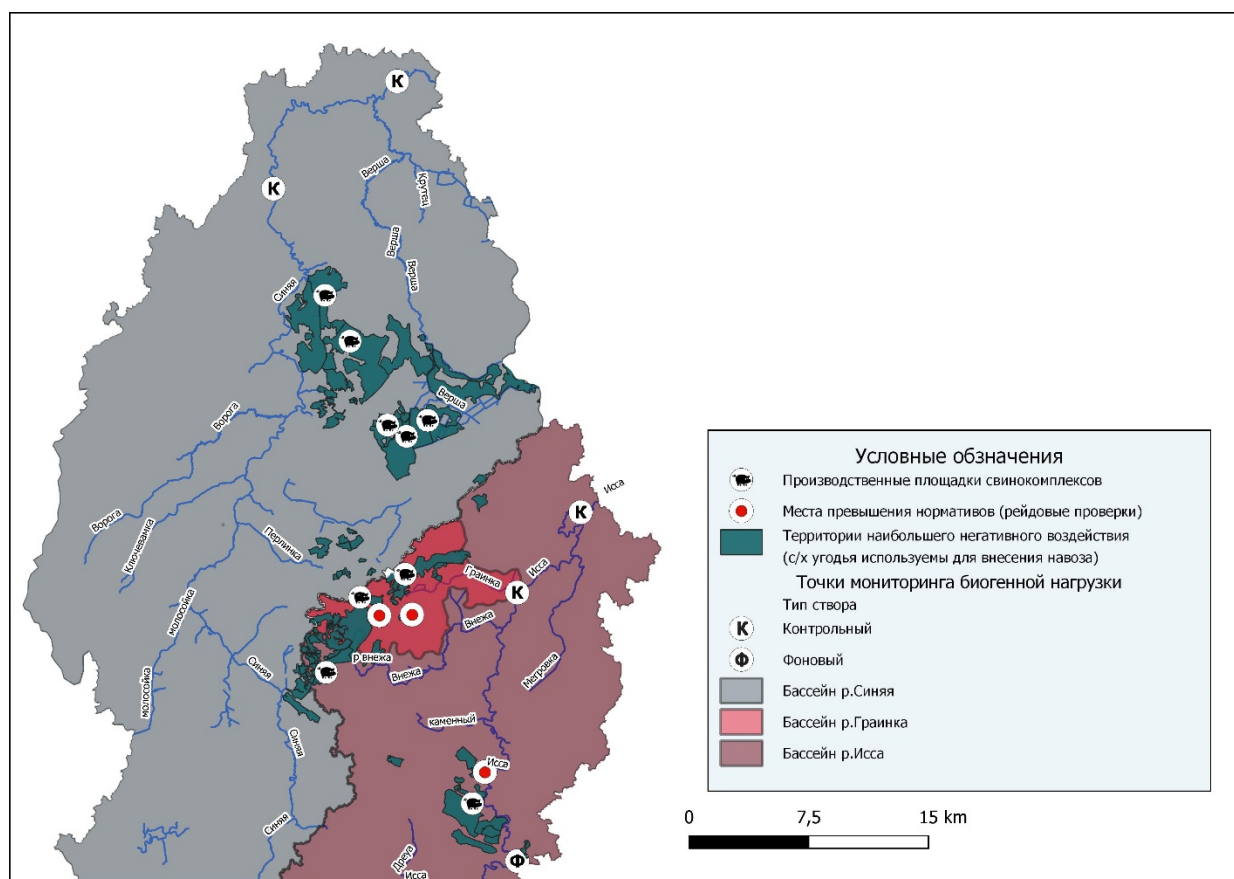 К
Верша
Крутец
К
Верша
Верша
Синяя
Верша
Ворога
Исса
К
Ворога
Ключевамка
Перлинка
Граинка
Исса
К
молосойка
Внежа
р внежа
Синяя
Внежа
Мегровка
молосойка
каменный
Синяя
Исса
Синяя
Дреуа
Ф
Исса
Условные обзначения
Производственные площадки свинокомплексов
Места превышения нормативов (рейдовые проверки)
Территории наибольшего негативного воздействия
(с/х угодья используемы для внесения навоза)
Точки мониторинга биогенной нагрузки
Тип створа
К Контрольный
Ф Фоновый
Бассейн р.Синяя
Бассейн р.Граинка
Бассейн р.Исса
0 7,5 15 km